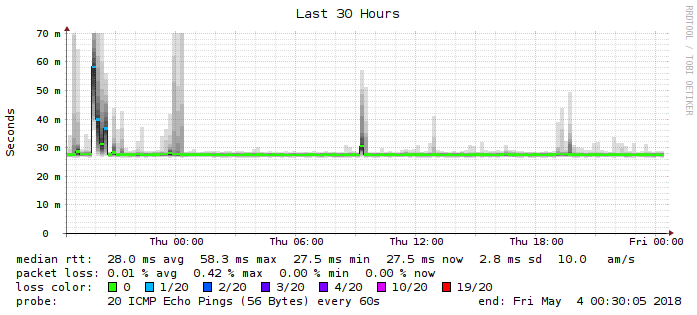 Last 30 Hours
RRDTOOL / TOBI OETIKER
Seconds
70 m
60 m
50 m
40 m
30 m
20 m
10 m
0
Thu 00:00 Thu 06:00 Thu 12:00 Thu 18:00 Fri 00:00
median rtt: 28.0 ms avg 58.3 ms max 27.5 ms min 27.5 ms now 2.8 ms sd 10.0 am/s
packet loss: 0.01 % avg 0.42 % max 0.00 % min 0.00 % now
loss color: 0 1/20 2/20 3/20 4/20 10/20 19/20
probe: 20 ICMP Echo Pings (56 Bytes) every 60s end: Fri May 4 00:30:05 2018